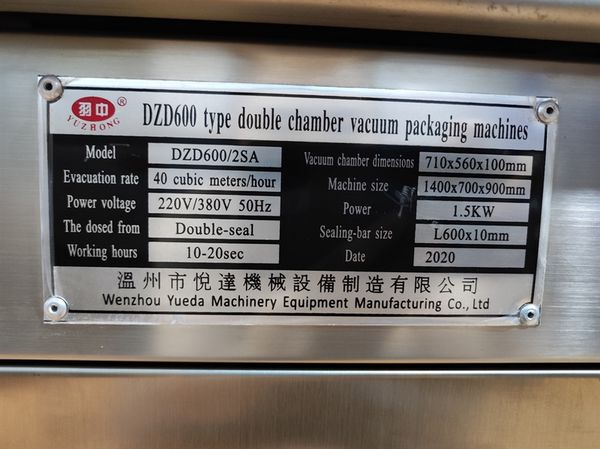 羽中 ®
YUZHONG
DZD600 type double chamber vacuum packaging machines
Model DZD600/2SA
Evacuation rate 40 cubic meters/hour
Power voltage 220V/380V 50Hz
The dosed from Double-seal
Working hours 10-20sec
Vacuum chamber dimensions 710x560x100mm
Machine size 1400x700x900mm
Power 1.5KW
Sealing-bar size L600x10mm
Date 2020
溫州市悅達機械設備制造有限公司
Wenzhou Yueda Machinery Equipment Manufacturing Co., Ltd